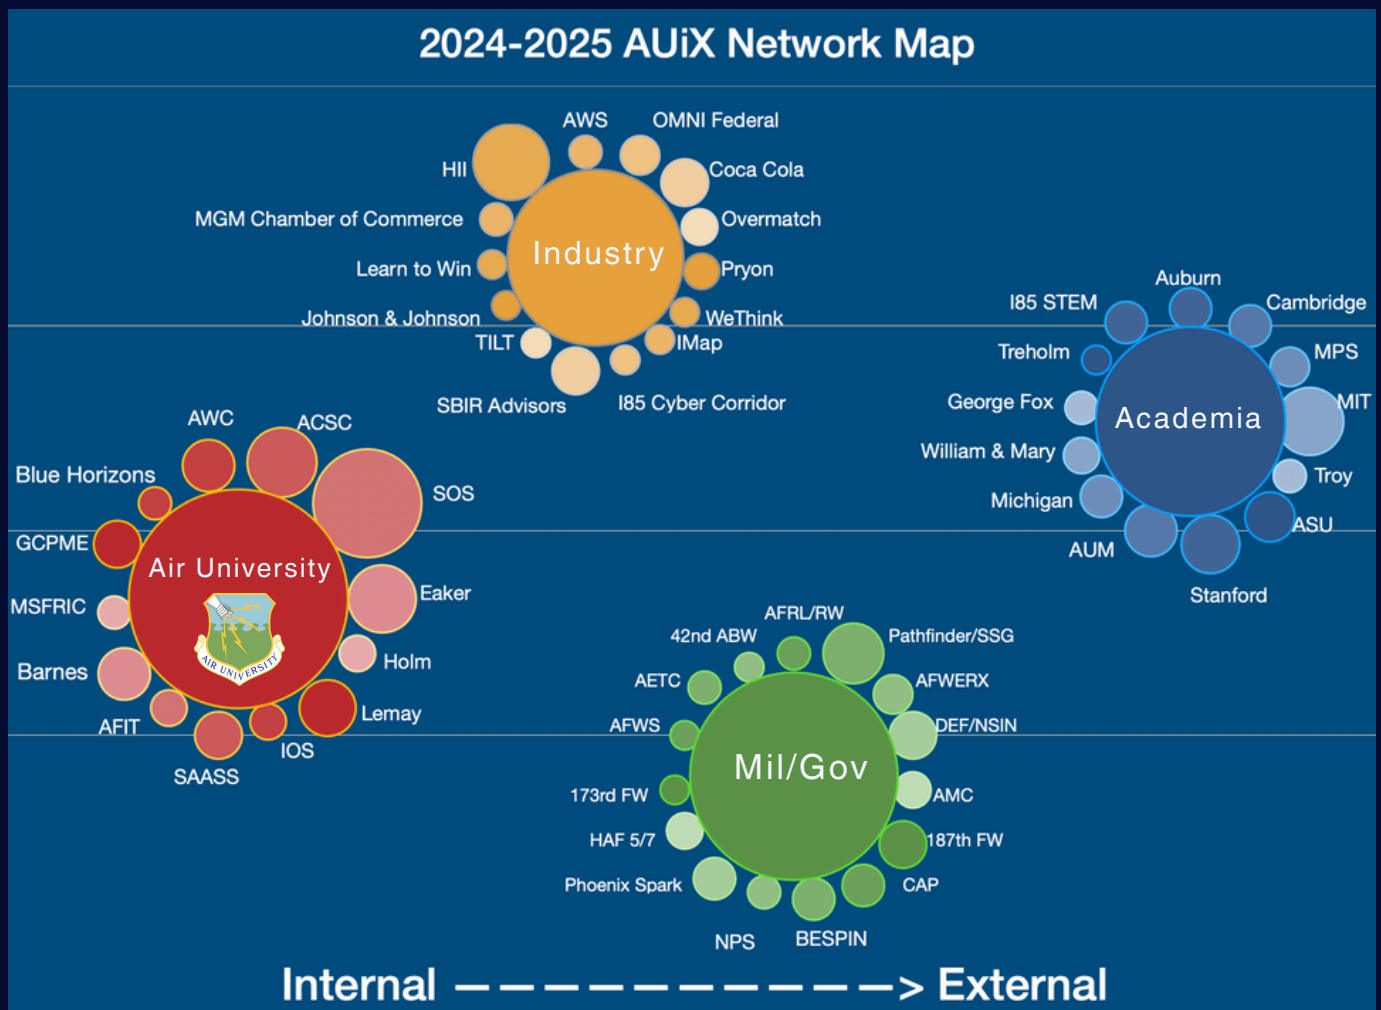 2024-2025 AUiX Network Map
AWS
OMNI Federal
HII
Coca Cola
MGM Chamber of Commerce
Overmatch
Industry
Learn to Win
Pryon
Johnson & Johnson
WeThink
TILT
IMap
SBIR Advisors
I85 Cyber Corridor
Auburn
I85 STEM
Cambridge
Treholm
MPS
George Fox
MIT
Academia
William & Mary
Troy
Michigan
ASU
AUM
Stanford
AWC
ACSC
Blue Horizons
SOS
GCPME
Air University
Eaker
MSFRIC
AIR UNIVERSITY
Holm
Barnes
Lemay
AFIT
IOS
SAASS
AFRL/RW
42nd ABW
Pathfinder/SSG
AETC
AFWERX
AFWS
DEF/NSIN
Mil/Gov
173rd FW
AMC
HAF 5/7
187th FW
Phoenix Spark
CAP
NPS
BESPIN
Internal — — — — — — — — — — —> External